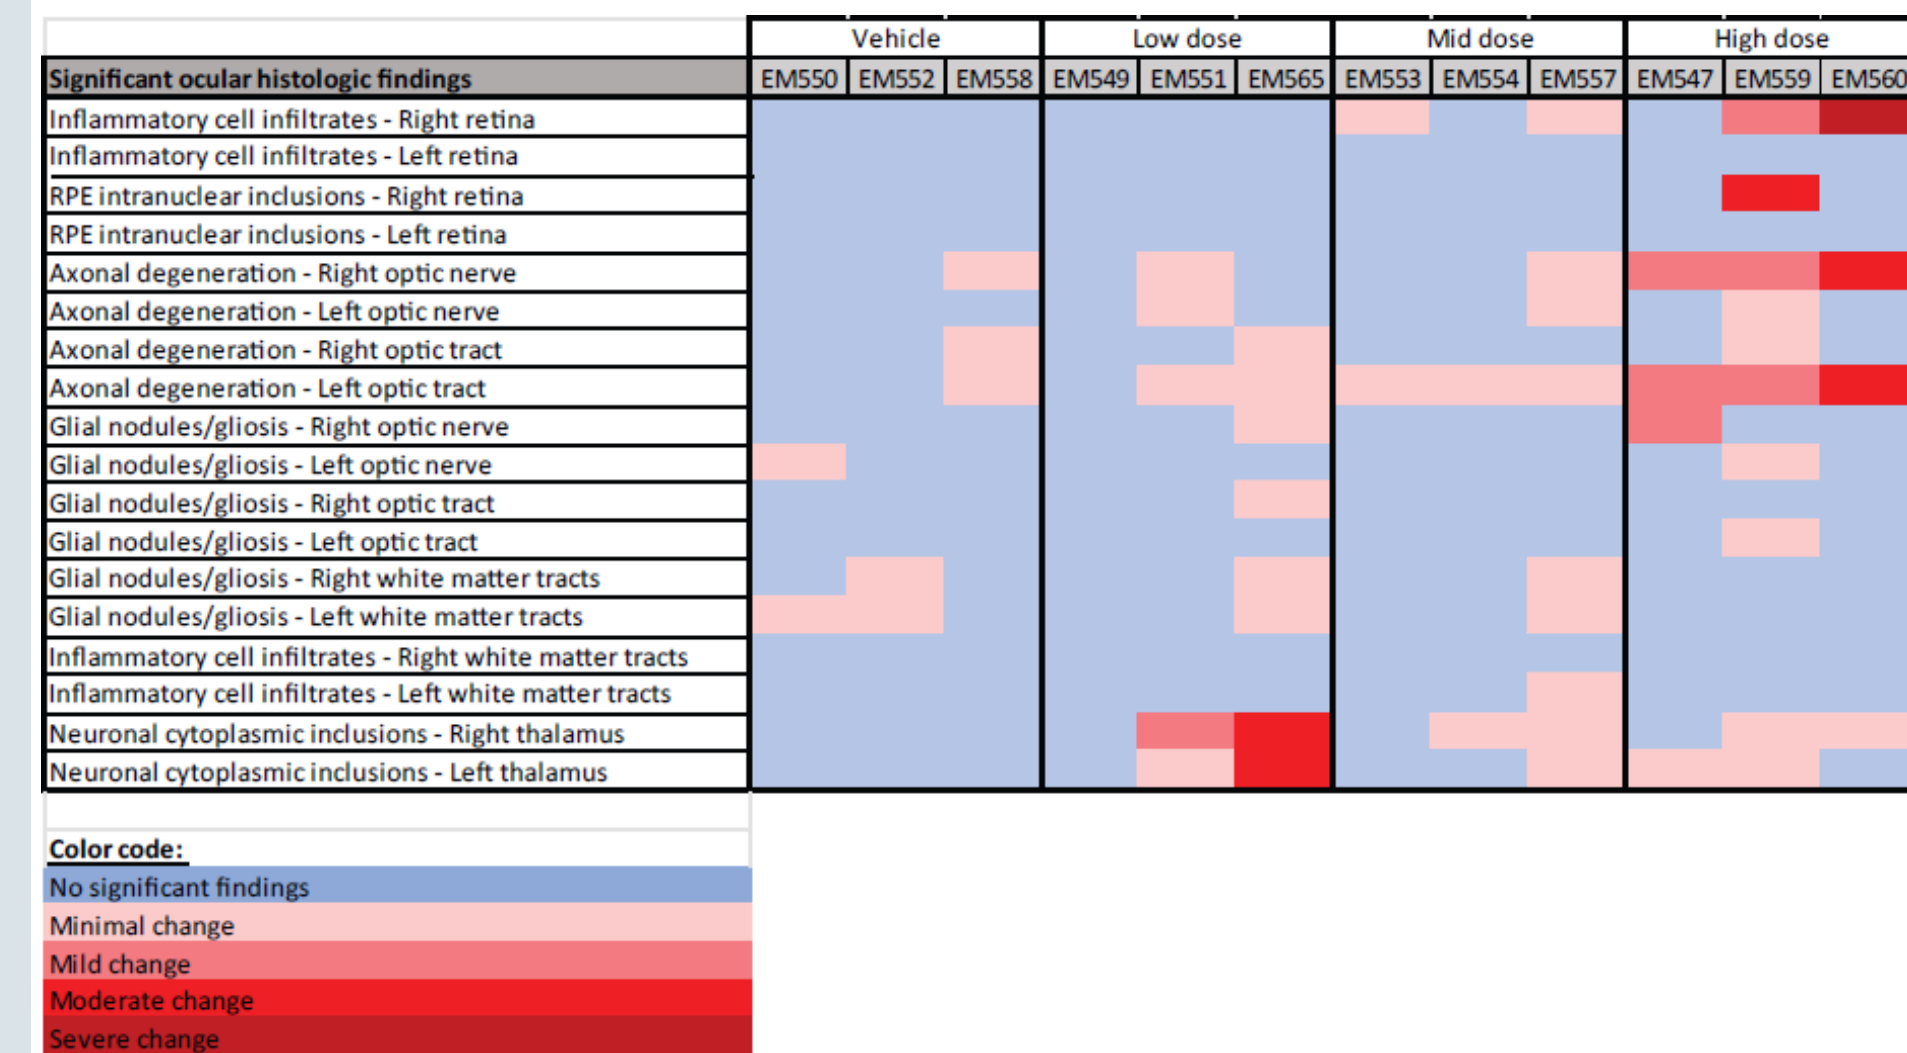 Vehicle Low dose Mid dose High dose
Significant ocular histologic findings EM550 EM552 EM558 EM549 EM551 EM565 EM553 EM554 EM557 EM547 EM559 EM560
Inflammatory cell infiltrates - Right retina
Inflammatory cell infiltrates - Left retina
RPE intranuclear inclusions - Right retina
RPE intranuclear inclusions - Left retina
Axonal degeneration - Right optic nerve
Axonal degeneration - Left optic nerve
Axonal degeneration - Right optic tract
Axonal degeneration - Left optic tract
Glial nodules/gliosis - Right optic nerve
Glial nodules/gliosis - Left optic nerve
Glial nodules/gliosis - Right optic tract
Glial nodules/gliosis - Left optic tract
Glial nodules/gliosis - Right white matter tracts
Glial nodules/gliosis - Left white matter tracts
Inflammatory cell infiltrates - Right white matter tracts
Inflammatory cell infiltrates - Left white matter tracts
Neuronal cytoplasmic inclusions - Right thalamus
Neuronal cytoplasmic inclusions - Left thalamus
Color code:
No significant findings
Minimal change
Mild change
Moderate change
Severe change